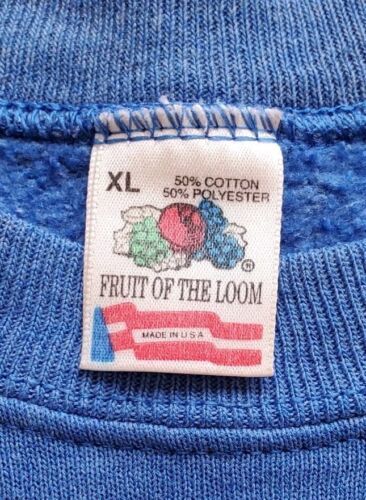 XL
50% COTTON
50% POLYESTER
®
FRUIT OF THE LOOM
MADE IN U.S.A